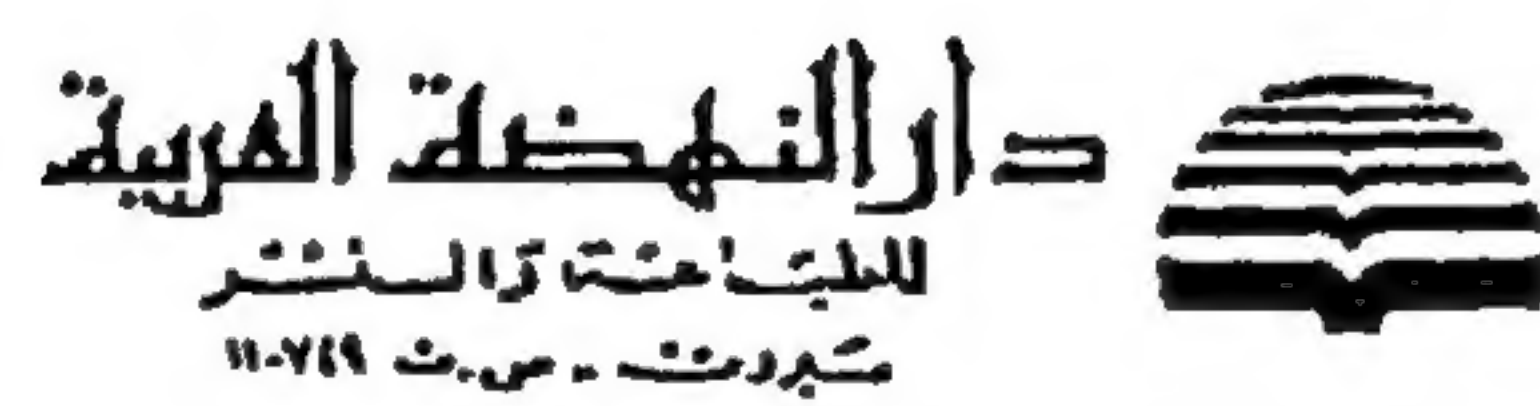 دار النهضة العربية
للطباعة والنشر
بيروت - ص.ب ٧٤٩-١١